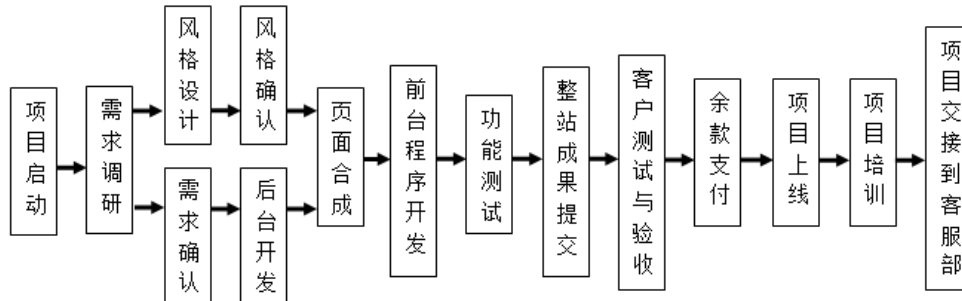 项目启动
需求调研
风格设计
风格确认
需求确认
后台开发
页面合成
前台程序开发
功能测试
整站成果提交
客户测试与验收
余款支付
项目上线
项目培训
项目交接到客服部